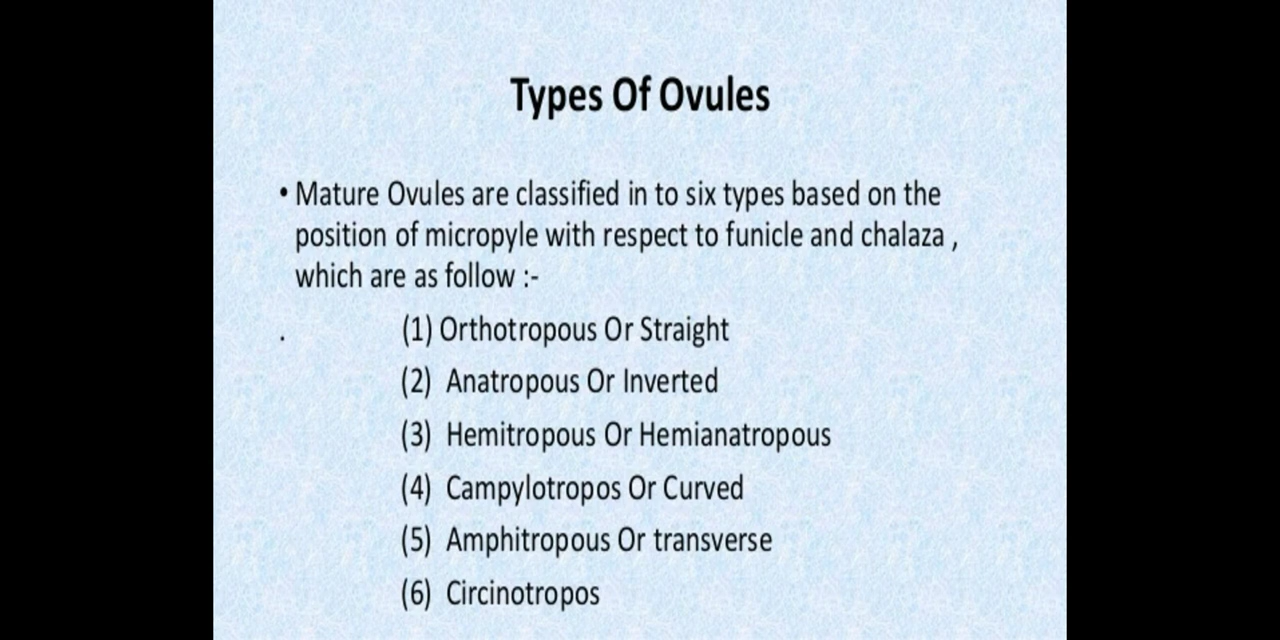 Types Of Ovules
• Mature Ovules are classified in to six types based on the
position of micropyle with respect to funicle and chalaza ,
which are as follow :-
. (1) Orthotropous Or Straight
(2) Anatropous Or Inverted
(3) Hemitropous Or Hemianatropous
(4) Campylotropos Or Curved
(5) Amphitropous Or transverse
(6) Circinotropos